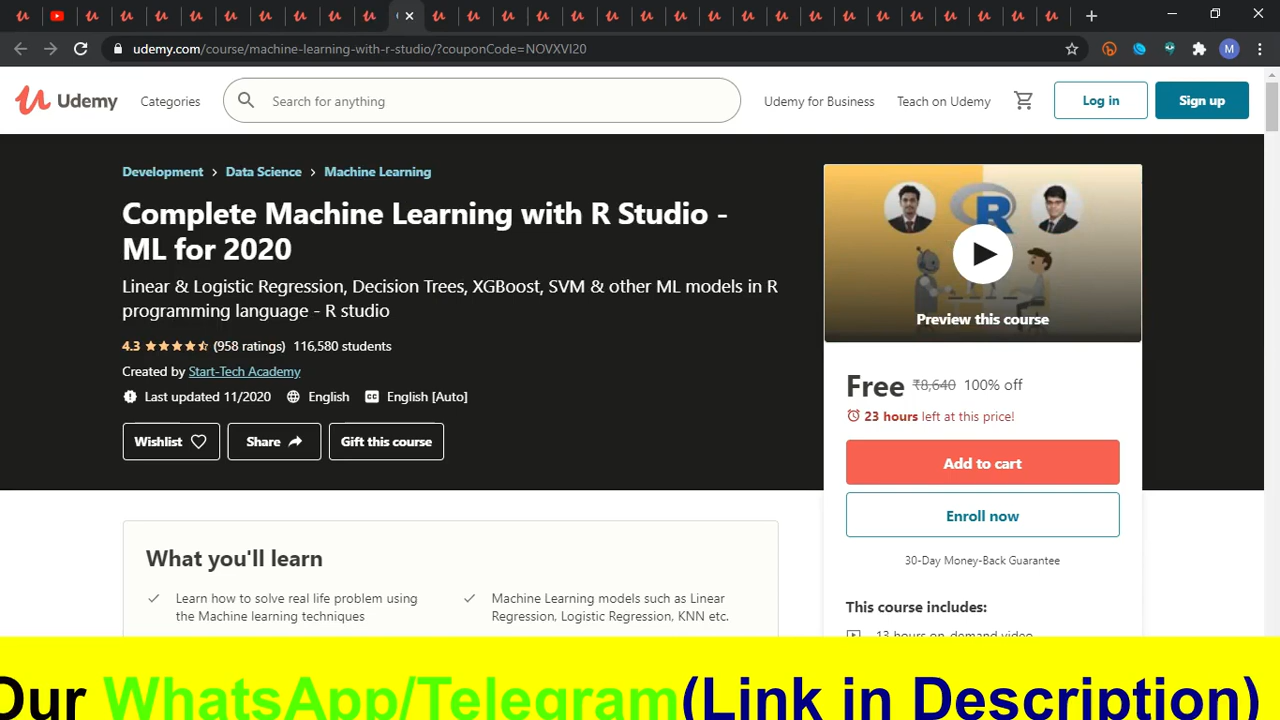 udemy.com/course/machine-learning-with-r-studio/?couponCode=NOVXVI20
M
Udemy
Categories
Search for anything
Udemy for Business
Teach on Udemy
Log in
Sign up
Development > Data Science > Machine Learning
Complete Machine Learning with R Studio -
ML for 2020
Linear & Logistic Regression, Decision Trees, XGBoost, SVM & other ML models in R
programming language - R studio
4.3 (958 ratings) 116,580 students
Created by Start-Tech Academy
Last updated 11/2020 English CC English [Auto]
Wishlist Share Gift this course
R
Preview this course
Free ₹8,640 100% off
23 hours left at this price!
Add to cart
Enroll now
30-Day Money-Back Guarantee
This course includes:
13 hours on-demand video
What you'll learn
Learn how to solve real life problem using
the Machine learning techniques
Machine Learning models such as Linear
Regression, Logistic Regression, KNN etc.
Our WhatsApp/Telegram(Link in Description)